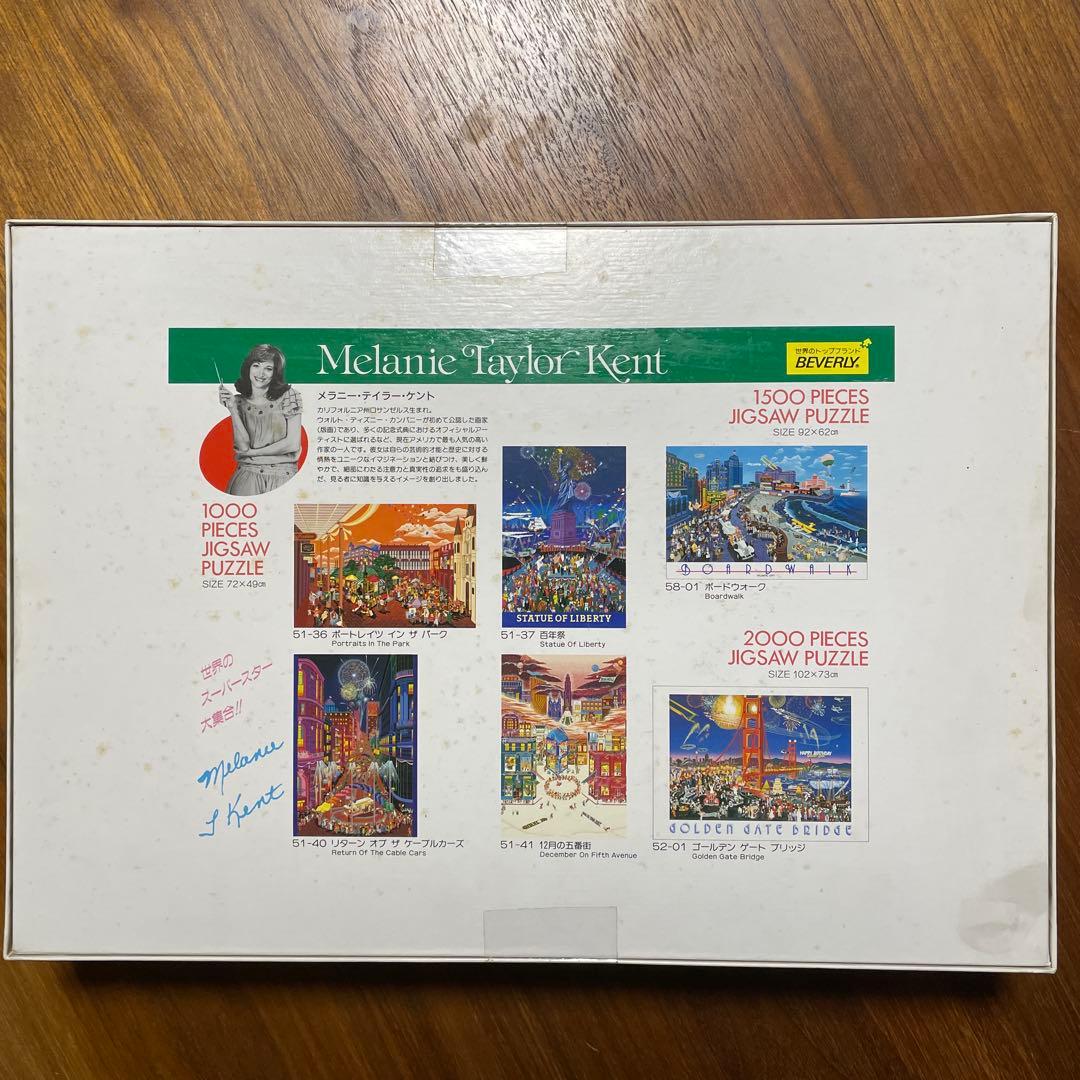 Melanie Taylor Kent
世界のトップブランド
BEVERLY®
メラニー・テイラー・ケント
カリフォルニア州ロサンゼルス生まれ。
ウォルト・ディズニー・カンパニーが初めて公認した画家
(版画)であり、多くの記念式典におけるオフィシャルアー
ティストに選ばれるなど、現在アメリカで最も人気の高い
作家の一人です。彼女は自らの芸術的才能と歴史に対する
情熱をユニークなイマジネーションと結びつけ、美しく鮮
やかで、細部にわたる注意力と真実性の追求をも盛り込ん
だ、見る者に知識を与えるイメージを創り出しました。
1000
PIECES
JIGSAW
PUZZLE
SIZE 72×49㎝
51-36 ポートレイツ イン ザ パーク
Portraits In The Park
STATUE OF LIBERTY
51-37 百年祭
Statue Of Liberty
1500 PIECES
JIGSAW PUZZLE
SIZE 92×62㎝
BOARDWALK
58-01 ボードウォーク
Boardwalk
世界の
スーパースター
大集合!!
Melanie
T Kent
51-40 リターン オブ ザ ケーブルカーズ
Return Of The Cable Cars
51-41 12月の五番街
December On Fifth Avenue
2000 PIECES
JIGSAW PUZZLE
SIZE 102×73㎝
HAPPY BIRTHDAY
GOLDEN GATE BRIDGE
52-01 ゴールデン ゲート ブリッジ
Golden Gate Bridge